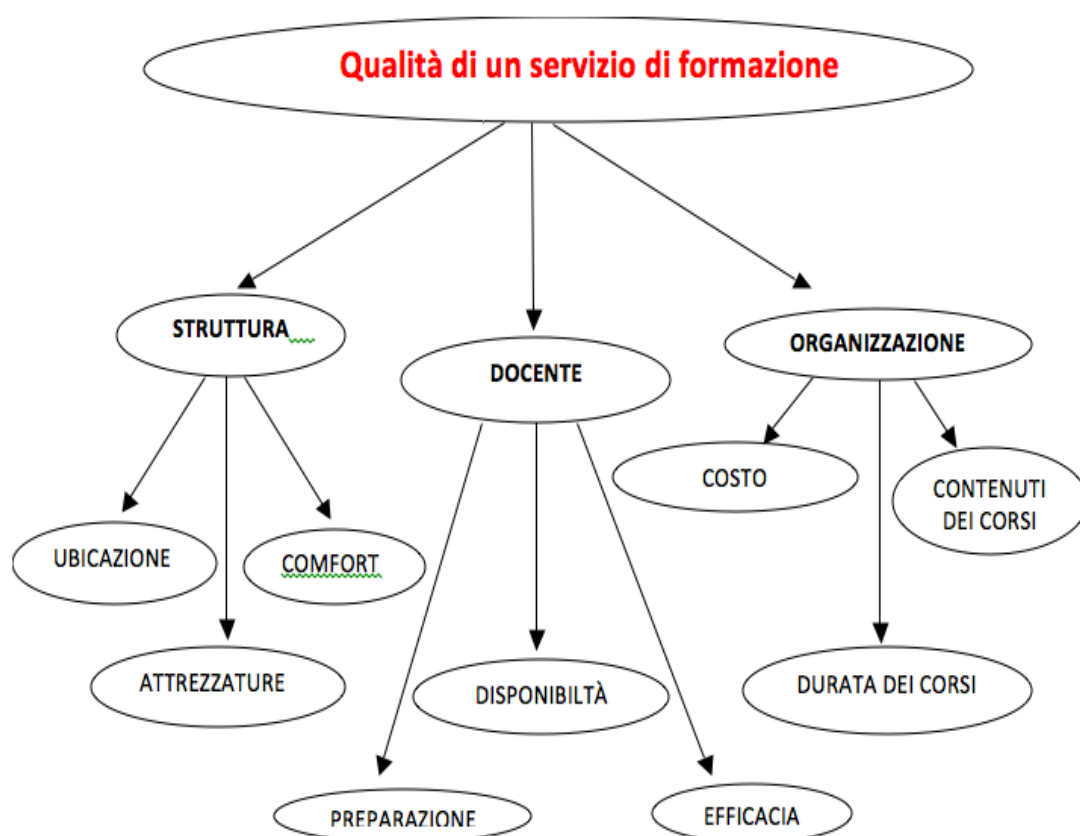 Qualità di un servizio di formazione
STRUTTURA
DOCENTE
ORGANIZZAZIONE
UBICAZIONE
ATTREZZATURE
COMFORT
PREPARAZIONE
DISPONIBILTÀ
EFFICACIA
COSTO
DURATA DEI CORSI
CONTENUTI
DEI CORSI